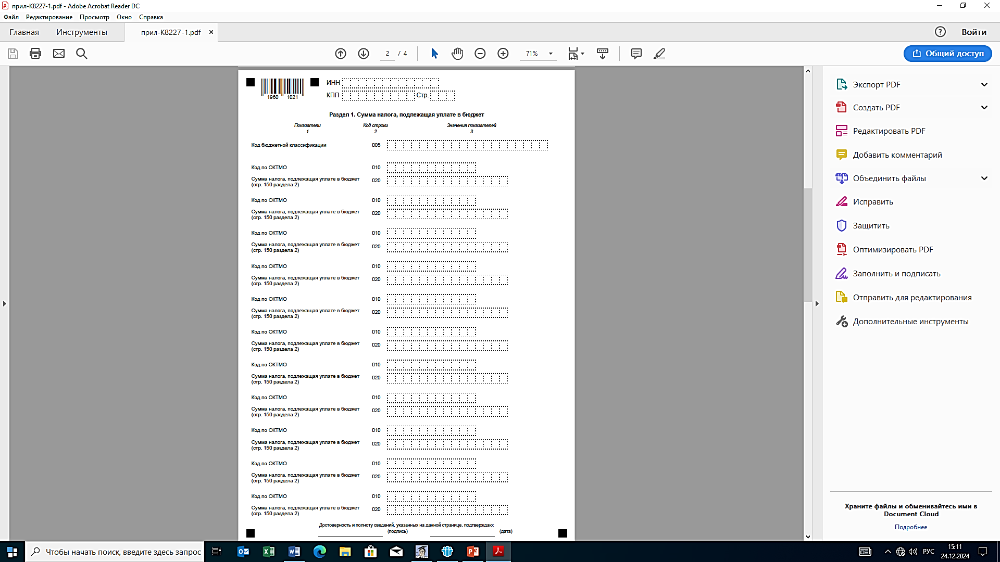 прил-К8227-1.pdf - Adobe Acrobat Reader DC
Файл Редактирование Просмотр Окно Справка
Главная Инструменты прил-К8227-1.pdf × ? Войти
2 / 4 71% Общий доступ
1960 1021
ИНН
КПП Стр.
Раздел 1. Сумма налога, подлежащая уплате в бюджет
Показатели Код строки Значения показателей
1 2 3
Код бюджетной классификации 005
Код по ОКТМО 010
Сумма налога, подлежащая уплате в бюджет 020
(стр. 150 раздела 2)
Код по ОКТМО 010
Сумма налога, подлежащая уплате в бюджет 020
(стр. 150 раздела 2)
Код по ОКТМО 010
Сумма налога, подлежащая уплате в бюджет 020
(стр. 150 раздела 2)
Код по ОКТМО 010
Сумма налога, подлежащая уплате в бюджет 020
(стр. 150 раздела 2)
Код по ОКТМО 010
Сумма налога, подлежащая уплате в бюджет 020
(стр. 150 раздела 2)
Код по ОКТМО 010
Сумма налога, подлежащая уплате в бюджет 020
(стр. 150 раздела 2)
Код по ОКТМО 010
Сумма налога, подлежащая уплате в бюджет 020
(стр. 150 раздела 2)
Код по ОКТМО 010
Сумма налога, подлежащая уплате в бюджет 020
(стр. 150 раздела 2)
Код по ОКТМО 010
Сумма налога, подлежащая уплате в бюджет 020
(стр. 150 раздела 2)
Код по ОКТМО 010
Сумма налога, подлежащая уплате в бюджет 020
(стр. 150 раздела 2)
Код по ОКТМО 010
Сумма налога, подлежащая уплате в бюджет 020
(стр. 150 раздела 2)
Достоверность и полноту сведений, указанных на данной странице, подтверждаю:
(подпись) (дата)
Экспорт PDF
Создать PDF
Редактировать PDF
Добавить комментарий
Объединить файлы
Исправить
Защитить
Оптимизировать PDF
Заполнить и подписать
Отправить для редактирования
Дополнительные инструменты
Храните файлы и обменивайтесь ими в
Document Cloud
Подробнее
Чтобы начать поиск, введите здесь запрос
РУС
15:11
24.12.2024